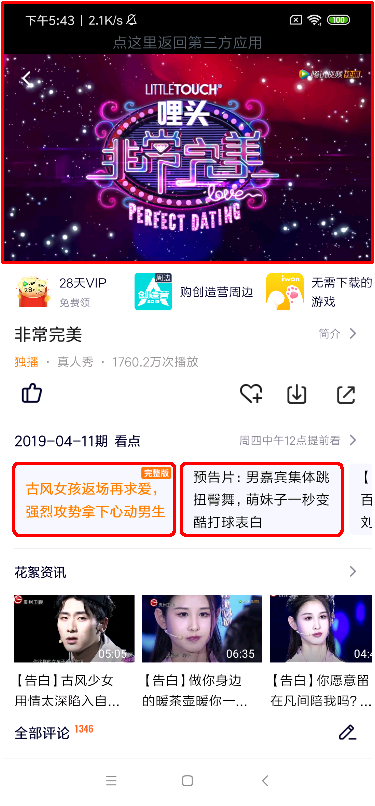 下午5:43 | 2.1K/s
100
点这里返回第三方应用
腾讯视频
LITTLETOUCH
哩头
非常完美
love
PERFECT DATING
28天VIP
免费领
周边
创造营
购创造营周边
iwan
无需下载的
游戏
非常完美
简介
独播 · 真人秀 · 1760.2万次播放
2019-04-11期 看点
周四中午12点提前看
完整版
古风女孩返场再求爱，
强烈攻势拿下心动男生
预告片：男嘉宾集体跳
扭臀舞，萌妹子一秒变
酷打球表白
【
百
刘
花絮资讯
05:05
06:35
04:4
【告白】古风少女
用情太深陷入自...
【告白】做你身边
的暖茶壶暖你一...
【告白】你愿意留
在凡间陪我吗？...
全部评论 1346